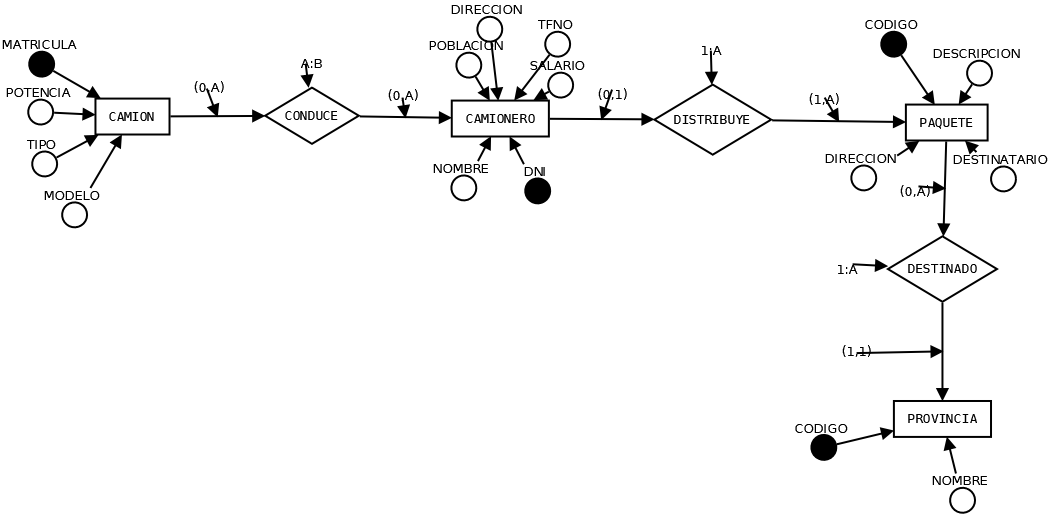 DIRECCION
TFNO
CODIGO
MATRICULA
A:B
POBLACION
1:A
DESCRIPCION
SALARIO
POTENCIA
(0,A)
(0,A)
(0,1)
(1,A)
CAMION
CONDUCE
CAMIONERO
DISTRIBUYE
PAQUETE
TIPO
DIRECCION
DESTINATARIO
NOMBRE
DNI
MODELO
(0,A)
1:A
DESTINADO
(1,1)
PROVINCIA
CODIGO
NOMBRE